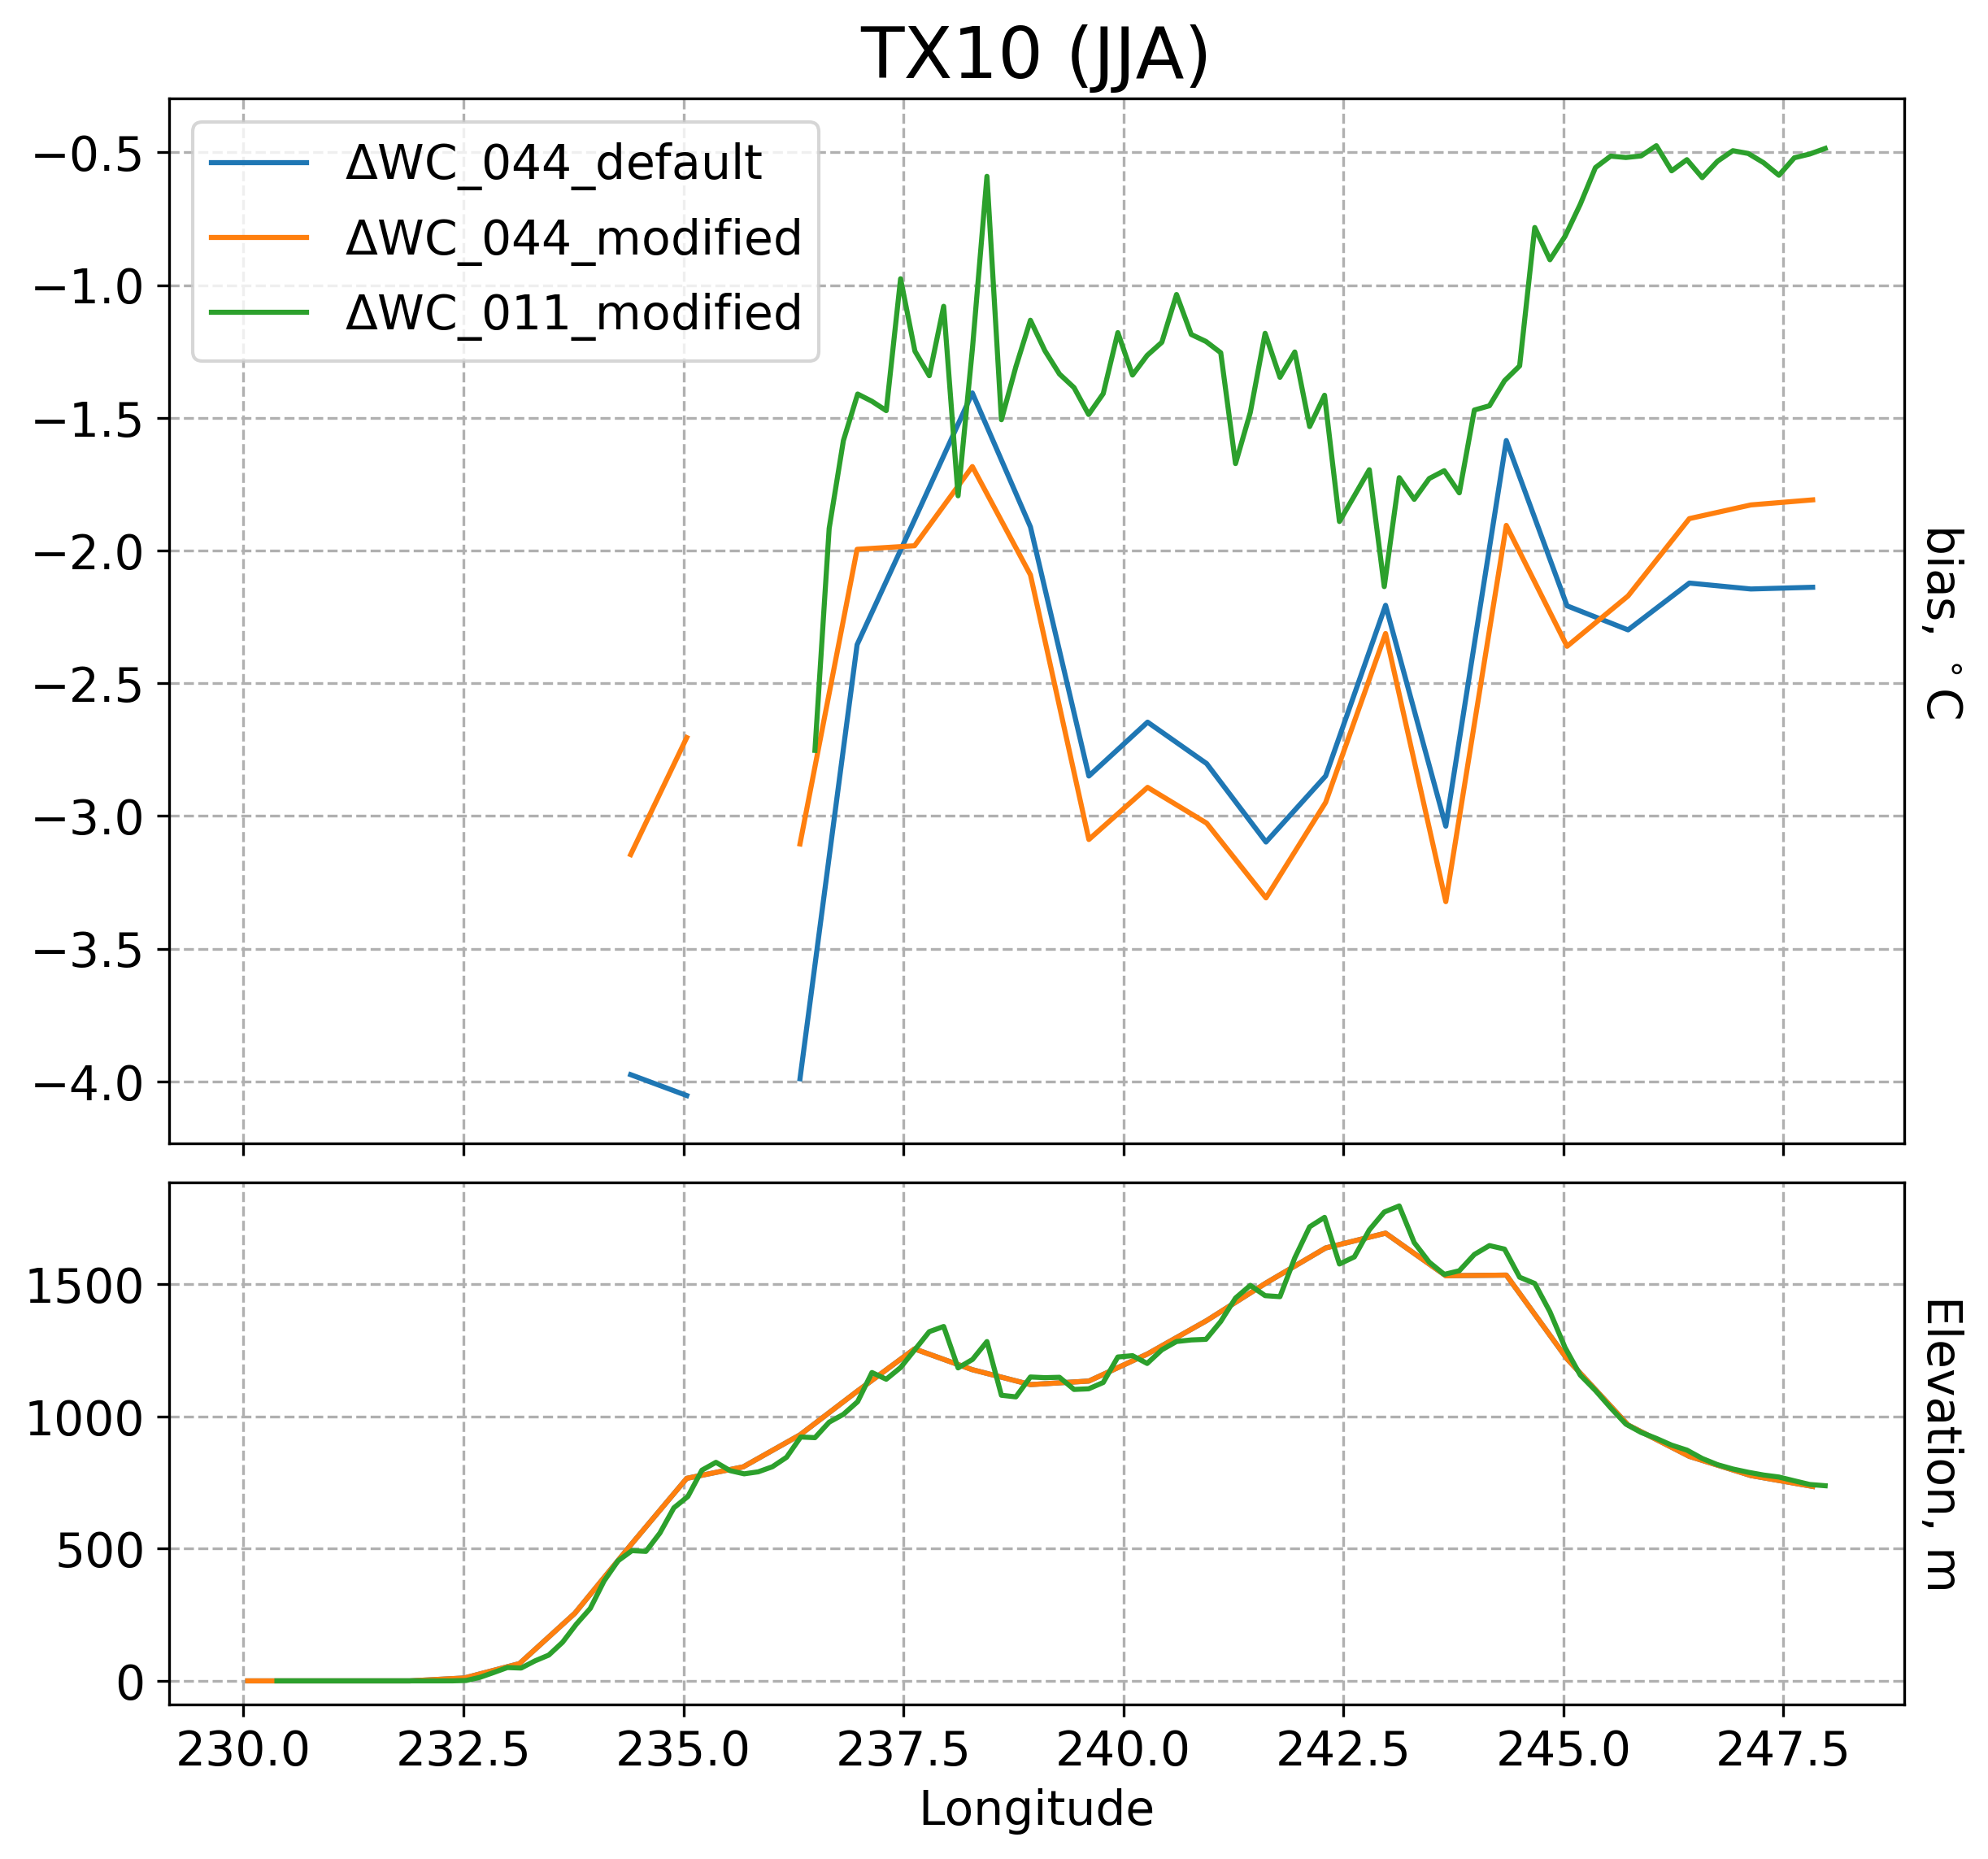 TX10 (JJA)
ΔWC_044_default
ΔWC_044_modified
ΔWC_011_modified
−0.5
−1.0
−1.5
−2.0
−2.5
−3.0
−3.5
−4.0
bias, °C
1500
1000
500
0
Elevation, m
230.0 232.5 235.0 237.5 240.0 242.5 245.0 247.5
Longitude